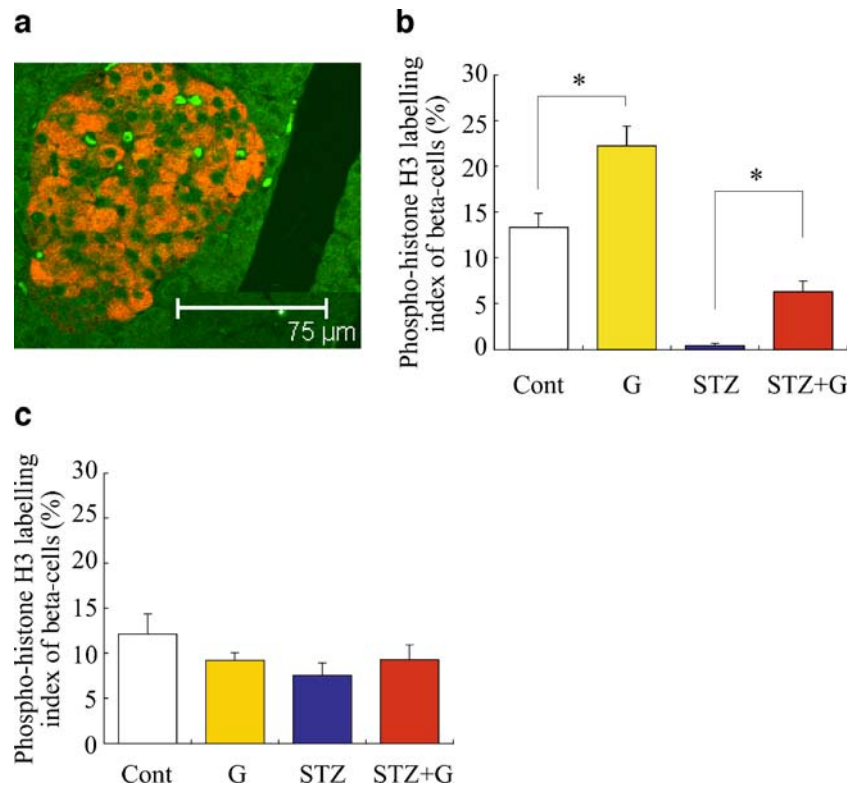 a
75 µm
b
Phospho-histone H3 labelling
index of beta-cells (%)
30
25
20
15
10
5
0
*
*
Cont G STZ STZ+G
c
Phospho-histone H3 labelling
index of beta-cells (%)
30
25
20
15
10
5
0
Cont G STZ STZ+G